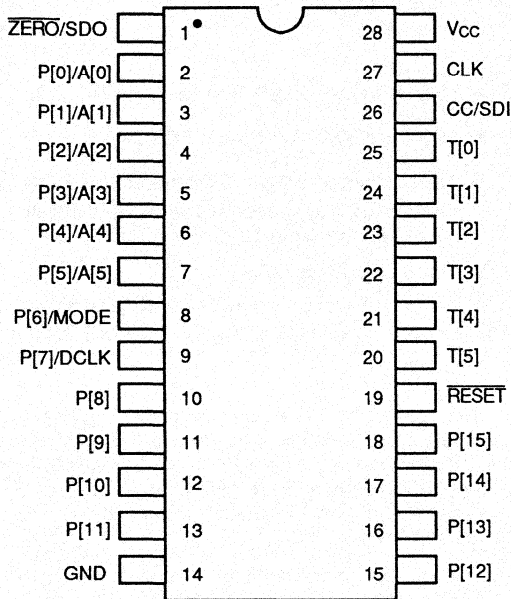 Z̅E̅R̅O̅/SDO 1 28 Vcc
P[0]/A[0] 2 27 CLK
P[1]/A[1] 3 26 CC/SDI
P[2]/A[2] 4 25 T[0]
P[3]/A[3] 5 24 T[1]
P[4]/A[4] 6 23 T[2]
P[5]/A[5] 7 22 T[3]
P[6]/MODE 8 21 T[4]
P[7]/DCLK 9 20 T[5]
P[8] 10 19 R̅E̅S̅E̅T̅
P[9] 11 18 P[15]
P[10] 12 17 P[14]
P[11] 13 16 P[13]
GND 14 15 P[12]